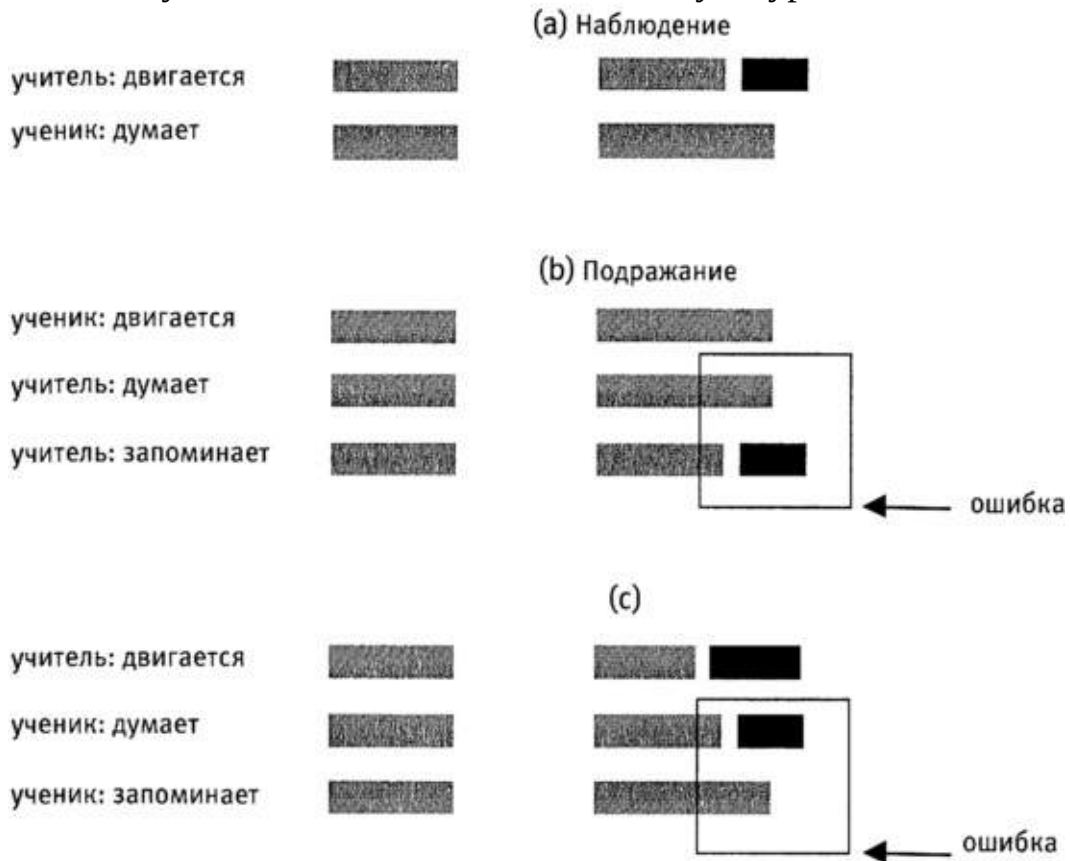 (a) Наблюдение
учитель: двигается
ученик: думает
(b) Подражание
ученик: двигается
учитель: думает
учитель: запоминает
ошибка
(c)
учитель: двигается
ученик: думает
ученик: запоминает
ошибка